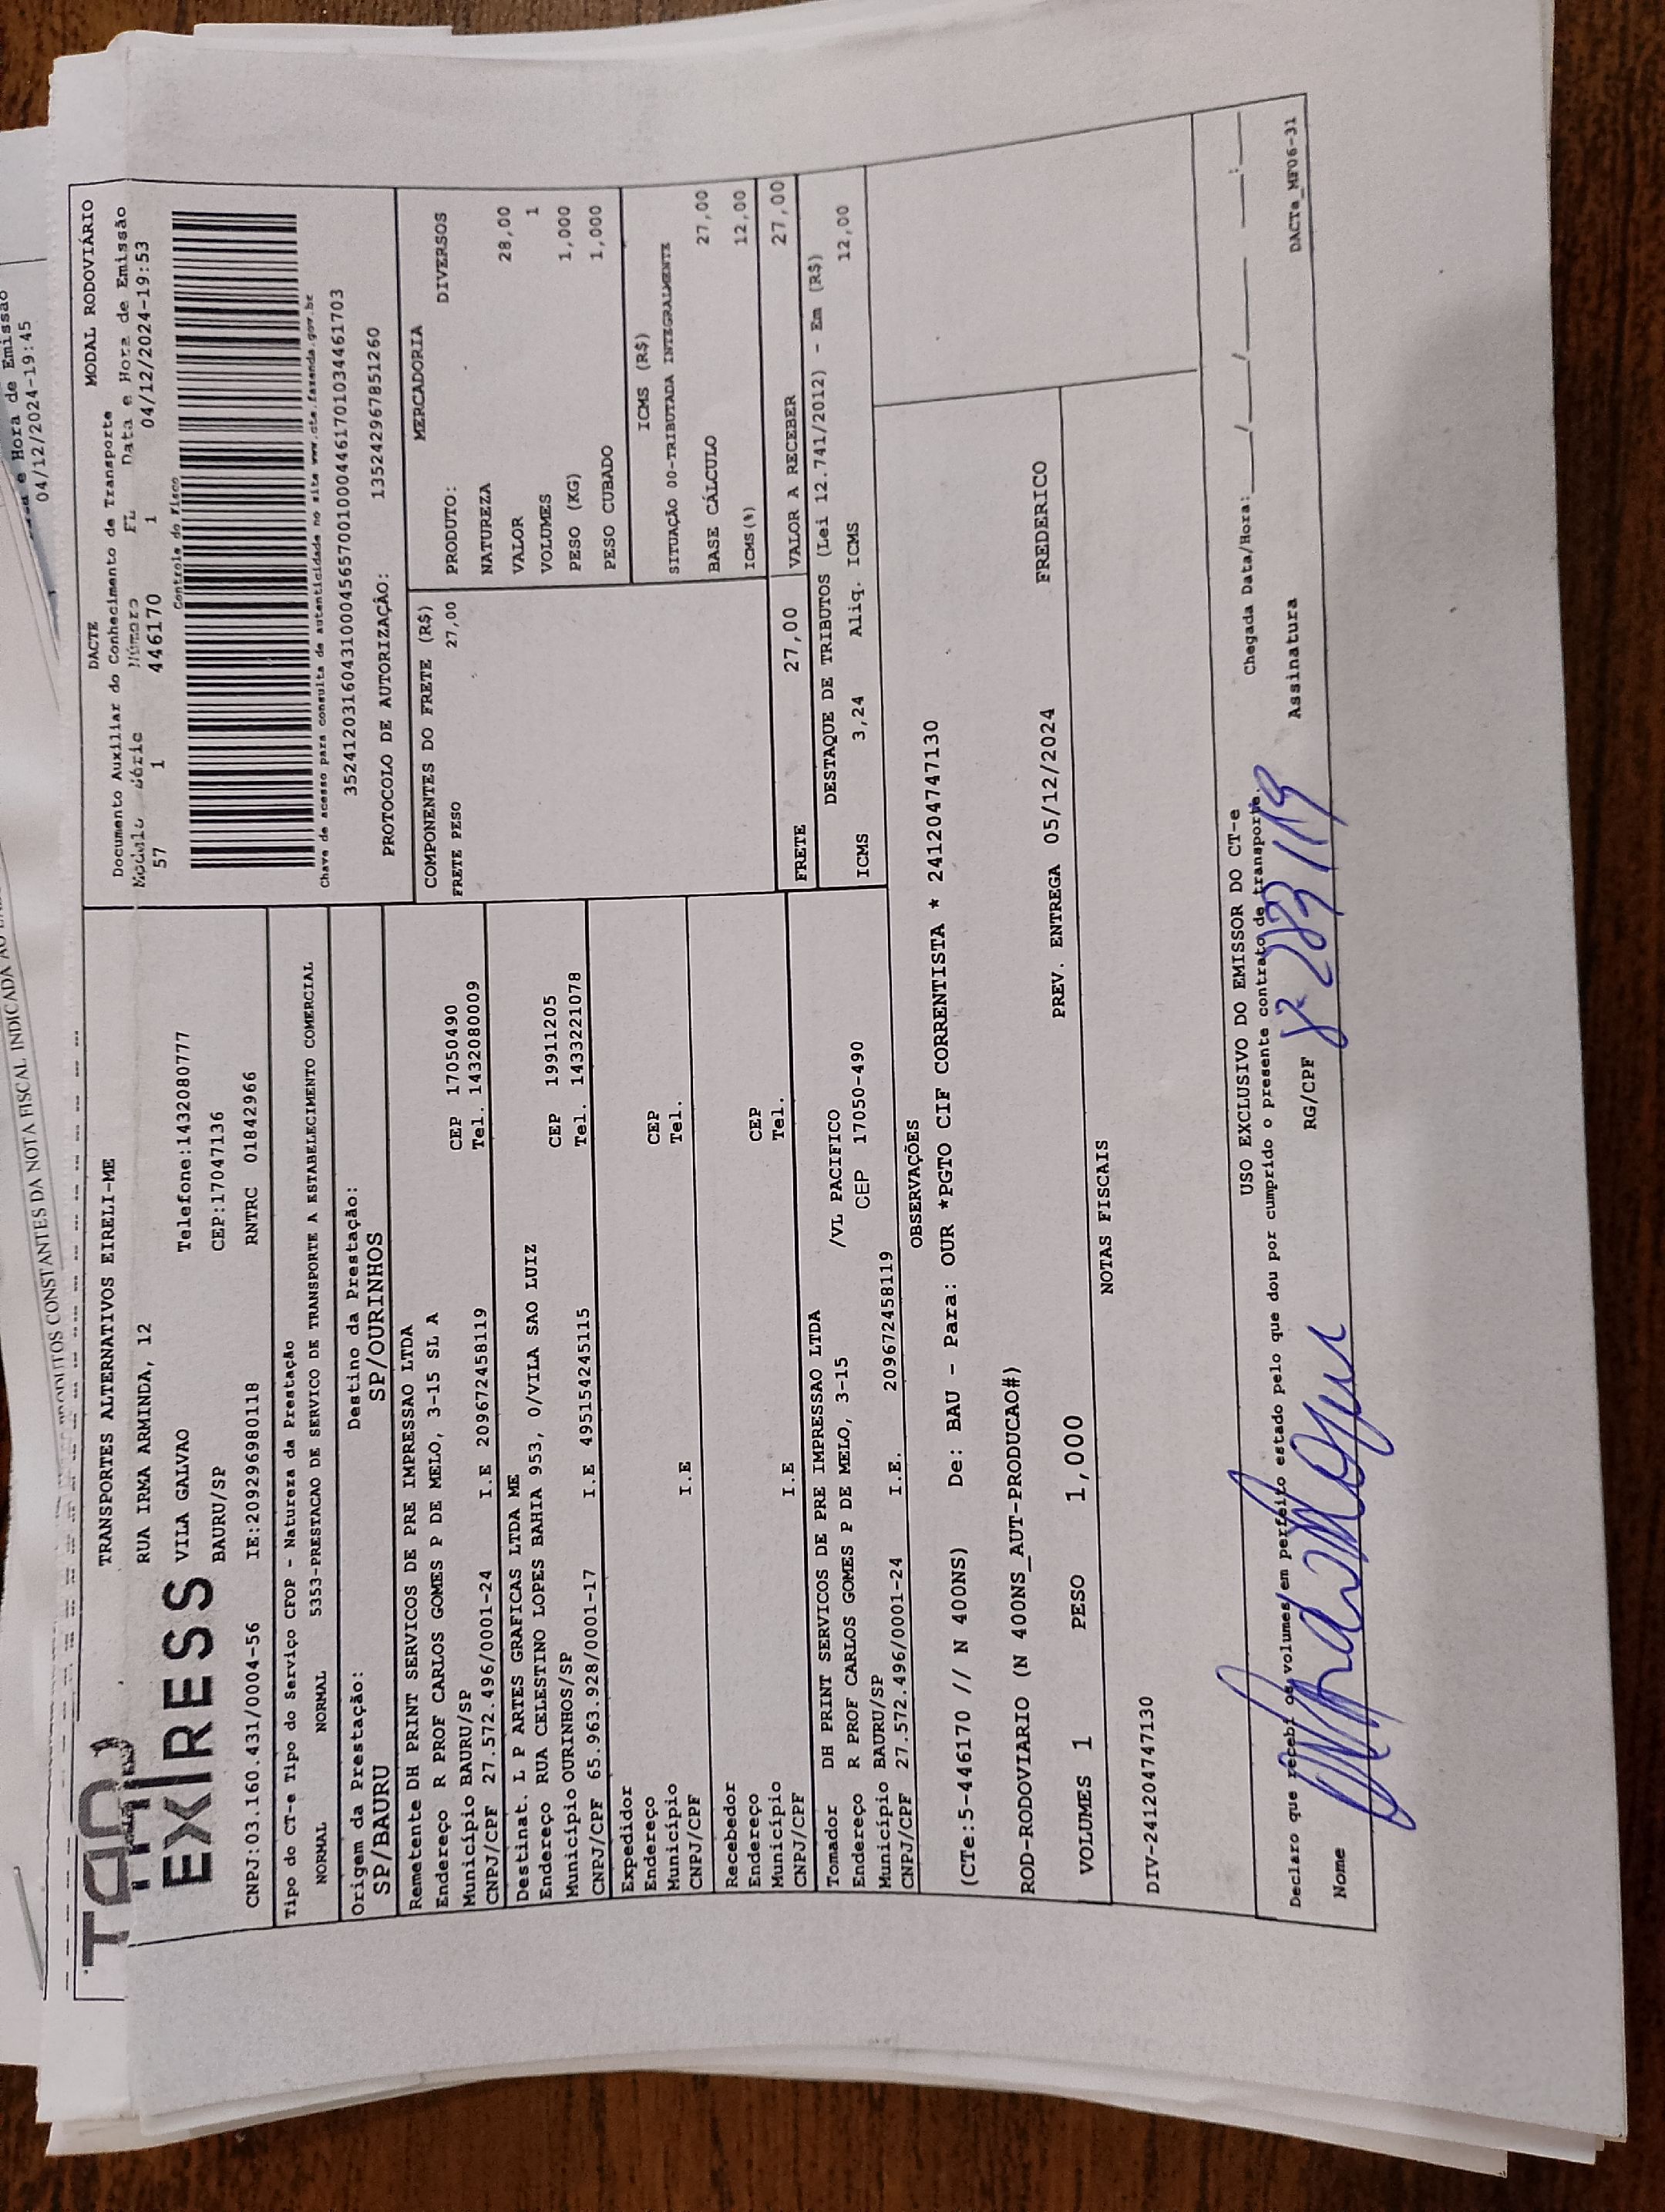 e Hora de Emissão
04/12/2024-19:45
CONSTANTES DA NOTA FISCAL INDICADA AO
TAN
EXPRESS
TRANSPORTES ALTERNATIVOS EIRELI-ME
RUA IRMA ARMINDA, 12
VILA GALVAO Telefone:1432080777
BAURU/SP CEP:17047136
CNPJ:03.160.431/0004-56 IE:209296980118 RNTRC 01842966
DACTE MODAL RODOVIÁRIO
Documento Auxiliar do Conhecimento de Transporte
Modelo Série Número FL Data e Hora de Emissão
57 1 446170 1 04/12/2024-19:53
Controle do Fisco
Chave de acesso para consulta de autenticidade no site www.cte.fazenda.gov.br
35241203160431000456570010004461701034461703
PROTOCOLO DE AUTORIZAÇÃO: 135242967851260
Tipo do CT-e Tipo do Serviço CFOP - Natureza da Prestação
NORMAL NORMAL 5353-PRESTACAO DE SERVICO DE TRANSPORTE A ESTABELECIMENTO COMERCIAL
Origem da Prestação: Destino da Prestação:
SP/BAURU SP/OURINHOS
Remetente DH PRINT SERVICOS DE PRE IMPRESSAO LTDA
Endereço R PROF CARLOS GOMES P DE MELO, 3-15 SL A
Município BAURU/SP CEP 17050490
CNPJ/CPF 27.572.496/0001-24 I.E 209672458119 Tel. 1432080009
Destinat. L P ARTES GRAFICAS LTDA ME
Endereço RUA CELESTINO LOPES BAHIA 953, 0/VILA SAO LUIZ
Município OURINHOS/SP CEP 19911205
CNPJ/CPF 65.963.928/0001-17 I.E 495154245115 Tel. 1433221078
Expedidor
Endereço
Município CEP
CNPJ/CPF I.E Tel.
Recebedor
Endereço
Município CEP
CNPJ/CPF I.E Tel.
Tomador DH PRINT SERVICOS DE PRE IMPRESSAO LTDA
Endereço R PROF CARLOS GOMES P DE MELO, 3-15 /VL PACIFICO
Município BAURU/SP CEP 17050-490
CNPJ/CPF 27.572.496/0001-24 I.E. 209672458119
COMPONENTES DO FRETE (R$)
FRETE PESO 27,00
MERCADORIA
PRODUTO: DIVERSOS
NATUREZA
VALOR 28,00
VOLUMES 1
PESO (KG) 1,000
PESO CUBADO 1,000
ICMS (R$)
SITUAÇÃO 00-TRIBUTADA INTEGRALMENTE
BASE CÁLCULO 27,00
ICMS(%) 12,00
FRETE 27,00 VALOR A RECEBER 27,00
DESTAQUE DE TRIBUTOS (Lei 12.741/2012) - Em (R$)
ICMS 3,24 Aliq. ICMS 12,00
OBSERVAÇÕES
(CTe:5-446170 // N 400NS) De: BAU - Para: OUR *PGTO CIF CORRENTISTA * 241204747130
ROD-RODOVIARIO (N 400NS_AUT-PRODUCAO#) FREDERICO
VOLUMES 1 PESO 1,000 PREV. ENTREGA 05/12/2024
NOTAS FISCAIS
DIV-241204747130
USO EXCLUSIVO DO EMISSOR DO CT-e
Declaro que recebi os volumes/em perfeito estado pelo que dou por cumprido o presente contrato de transporte.
Chegada Data/Hora:____/____/____ ___:___
Nome RG/CPF Assinatura
DACTa_MF06-31